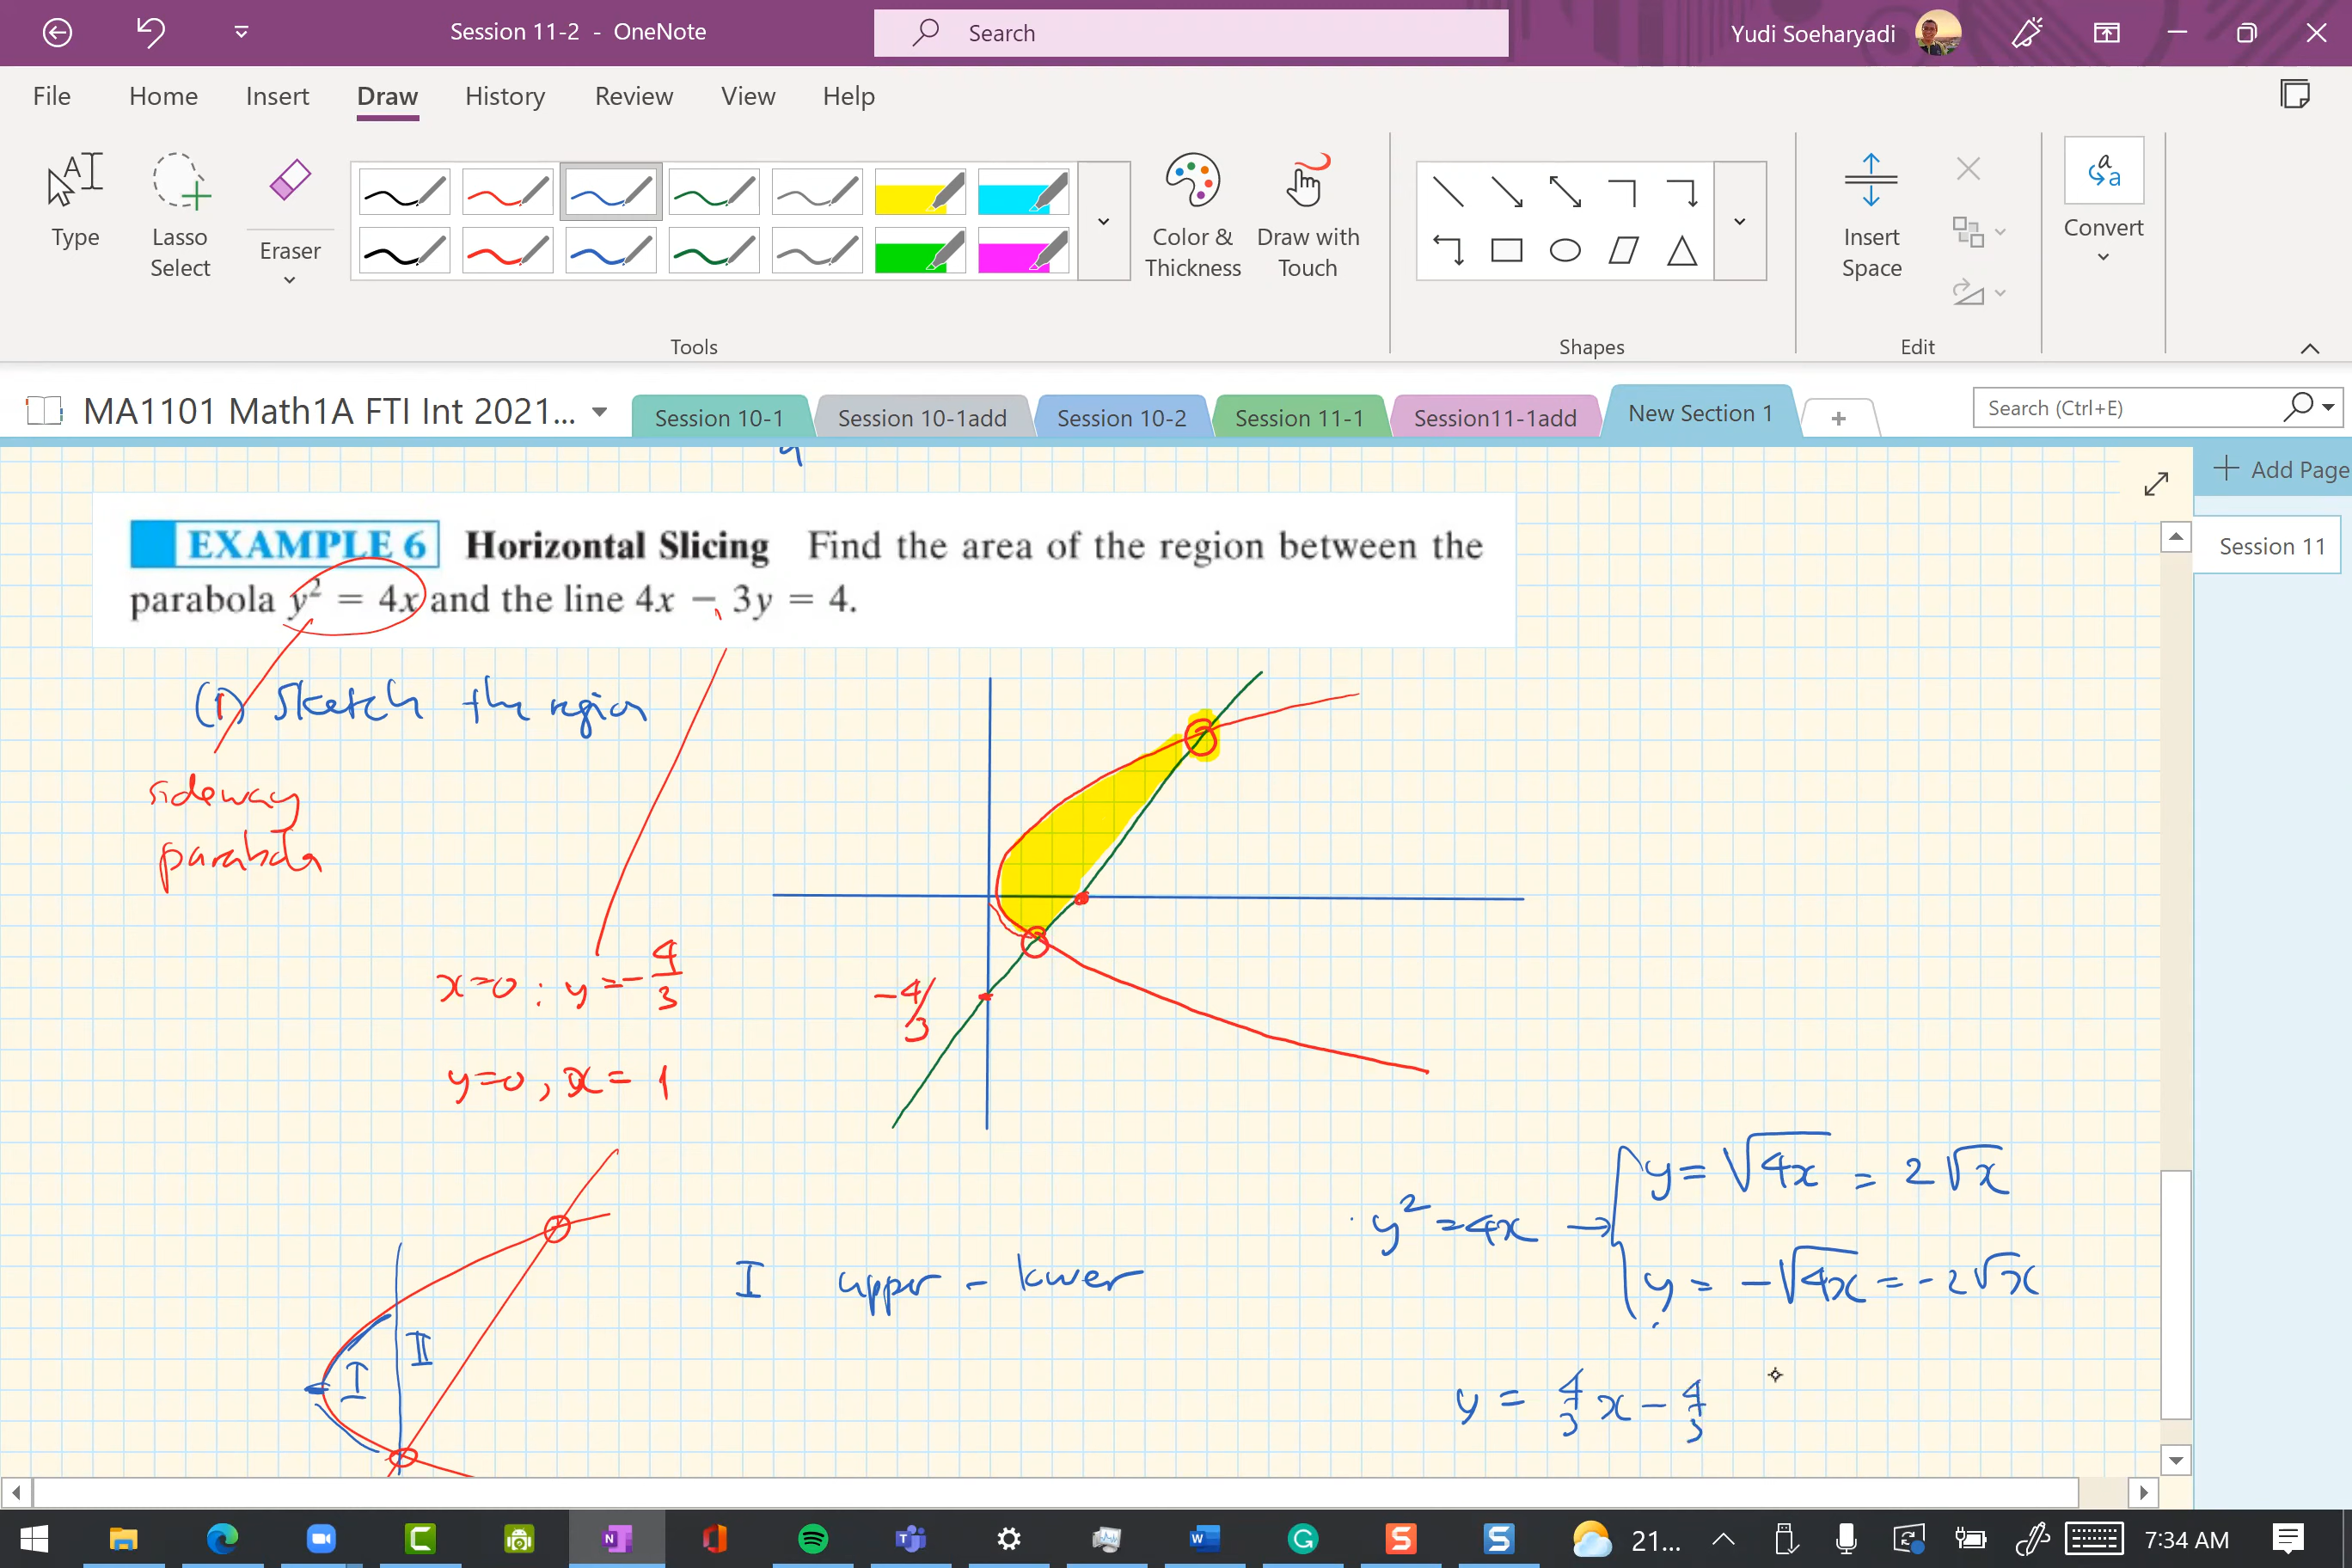 Session 11-2 - OneNote
Search
Yudi Soeharyadi
File Home Insert Draw History Review View Help
Type
Lasso Select
Eraser
Color & Thickness
Draw with Touch
Insert Space
Convert
Tools
Shapes
Edit
MA1101 Math1A FTI Int 2021...
Session 10-1
Session 10-1add
Session 10-2
Session 11-1
Session11-1add
New Section 1
Search (Ctrl+E)
Add Page
Session 11
EXAMPLE 6 Horizontal Slicing Find the area of the region between the
parabola y² = 4x and the line 4x − 3y = 4.
(1) Sketch the region
sideway
parabola
x=0 : y = -4/3
y=0, x = 1
-4/3
I
II
I upper - lower
y² = 4x → { y = √4x = 2√x
y = -√4x = -2√x
y = 4/3 x - 4/3
21...
7:34 AM